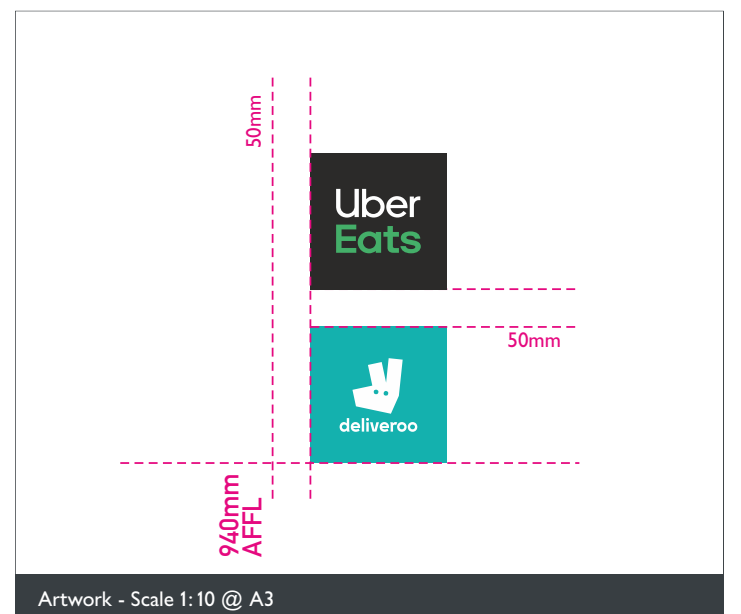 50mm
Uber
Eats
50mm
deliveroo
940mm
AFFL
Artwork - Scale 1:10 @ A3